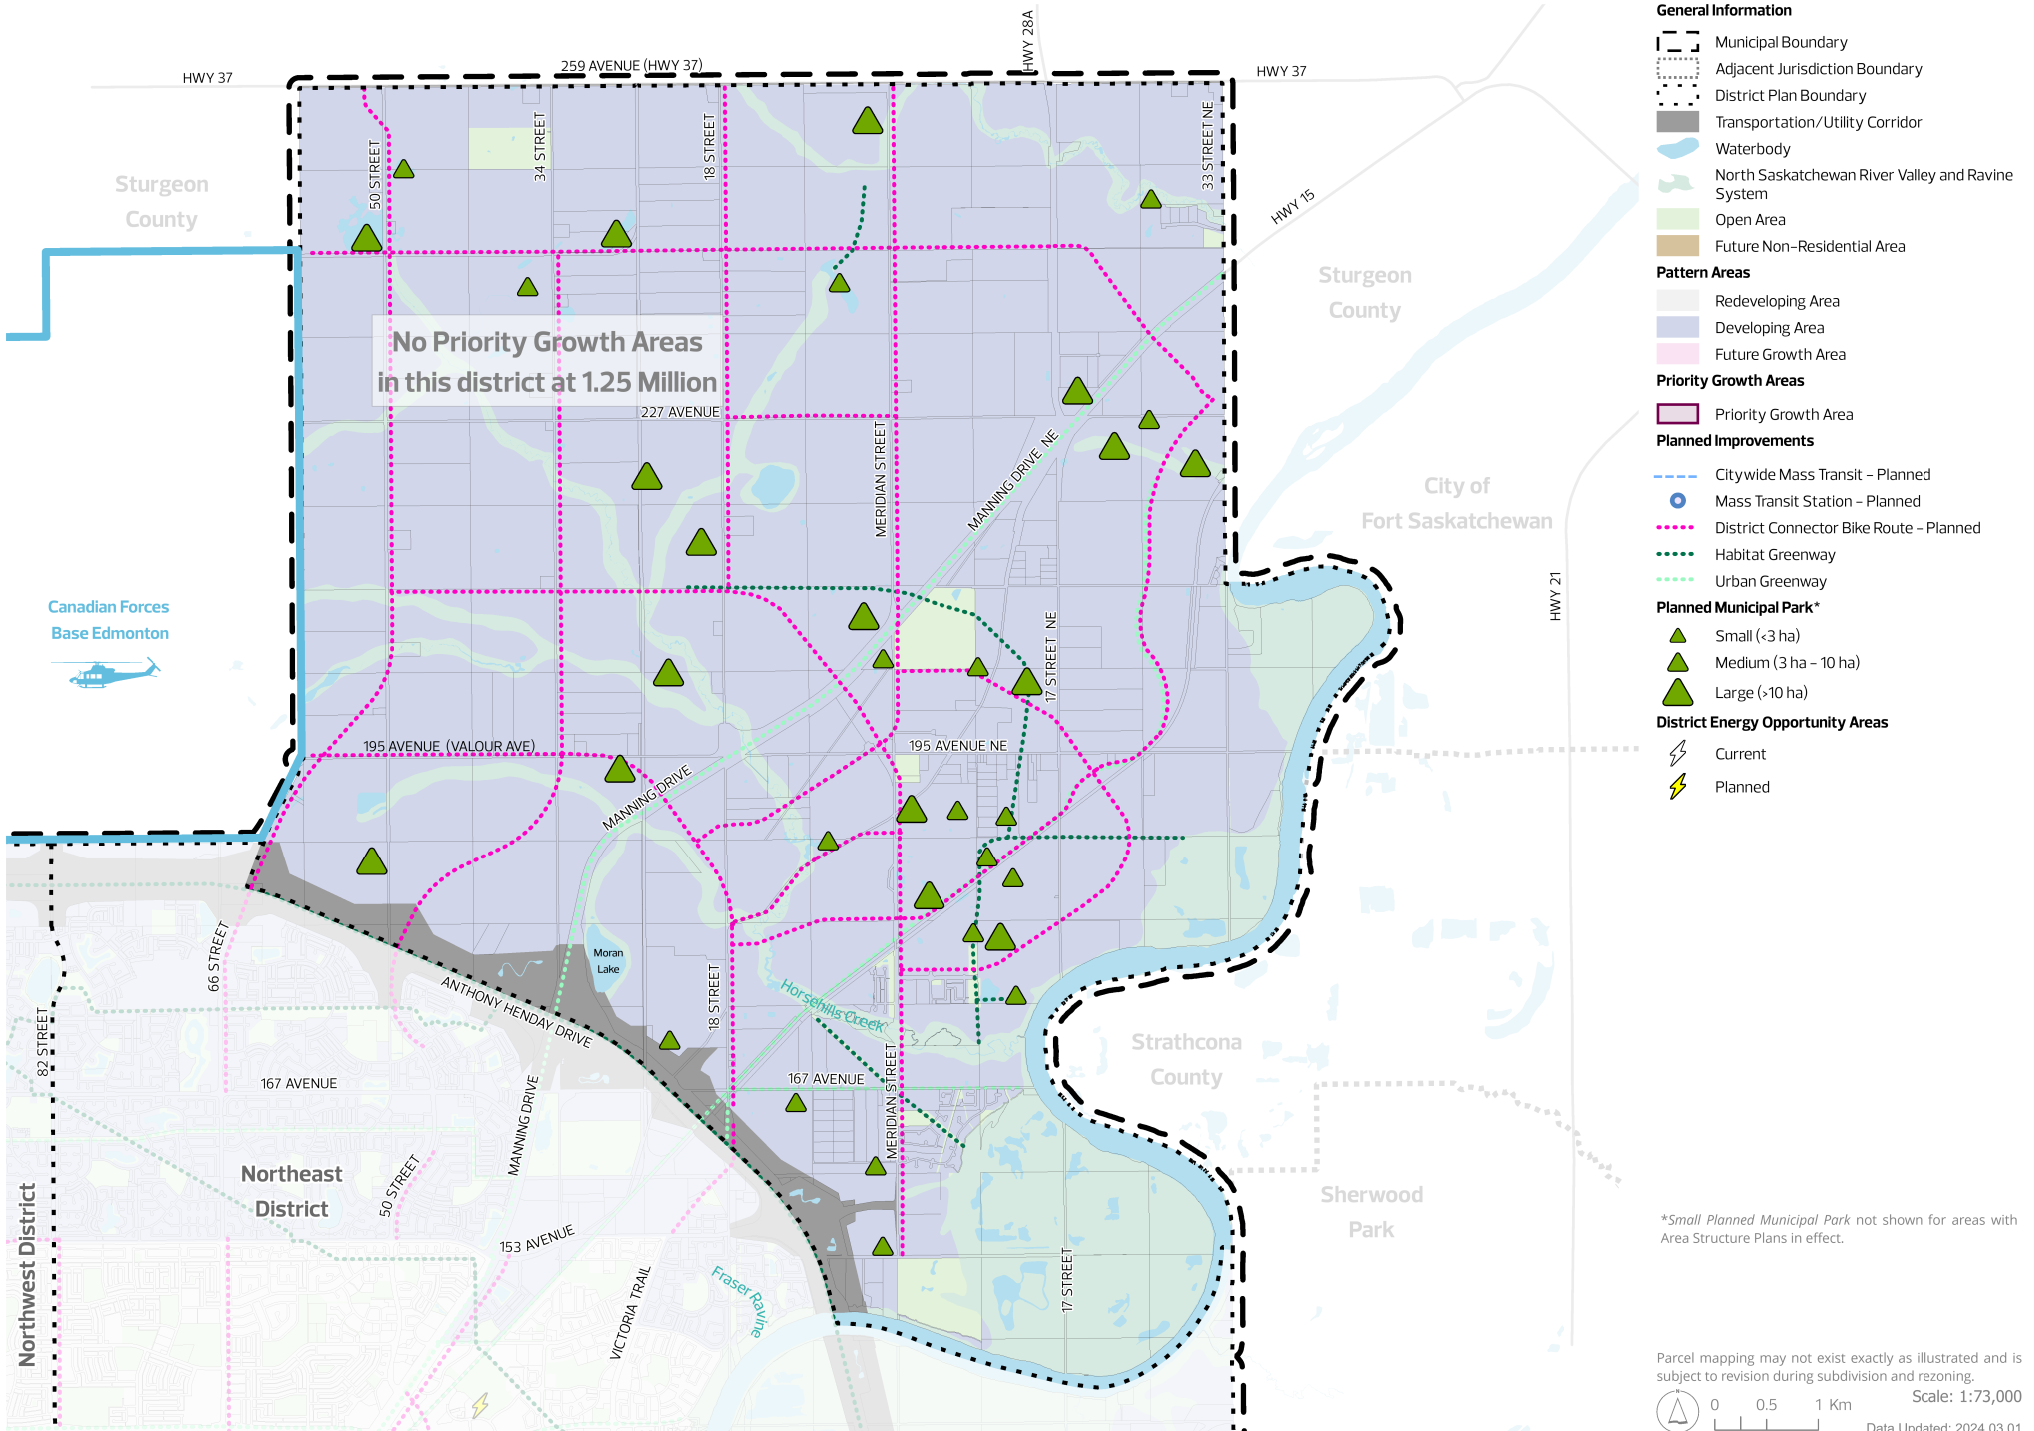 HWY 37
259 AVENUE (HWY 37)
HWY 28A
HWY 37
50 STREET
34 STREET
18 STREET
33 STREET NE
HWY 15
Sturgeon
County
Sturgeon
County
No Priority Growth Areas
in this district at 1.25 Million
227 AVENUE
MERIDIAN STREET
MANNING DRIVE NE
City of
Fort Saskatchewan
HWY 21
Canadian Forces
Base Edmonton
17 STREET NE
195 AVENUE (VALOUR AVE)
195 AVENUE NE
MANNING DRIVE
66 STREET
Moran
Lake
ANTHONY HENDAY DRIVE
18 STREET
Horsehills Creek
82 STREET
167 AVENUE
167 AVENUE
MERIDIAN STREET
MANNING DRIVE
Strathcona
County
Northeast
District
50 STREET
153 AVENUE
VICTORIA TRAIL
Fraser Ravine
17 STREET
Sherwood
Park
Northwest District
General Information
Municipal Boundary
Adjacent Jurisdiction Boundary
District Plan Boundary
Transportation/Utility Corridor
Waterbody
North Saskatchewan River Valley and Ravine
System
Open Area
Future Non-Residential Area
Pattern Areas
Redeveloping Area
Developing Area
Future Growth Area
Priority Growth Areas
Priority Growth Area
Planned Improvements
Citywide Mass Transit - Planned
Mass Transit Station - Planned
District Connector Bike Route - Planned
Habitat Greenway
Urban Greenway
Planned Municipal Park*
Small (<3 ha)
Medium (3 ha - 10 ha)
Large (>10 ha)
District Energy Opportunity Areas
Current
Planned
*Small Planned Municipal Park not shown for areas with
Area Structure Plans in effect.
Parcel mapping may not exist exactly as illustrated and is
subject to revision during subdivision and rezoning.
Scale: 1:73,000
N
0 0.5 1 Km
Data Updated: 2024.03.01